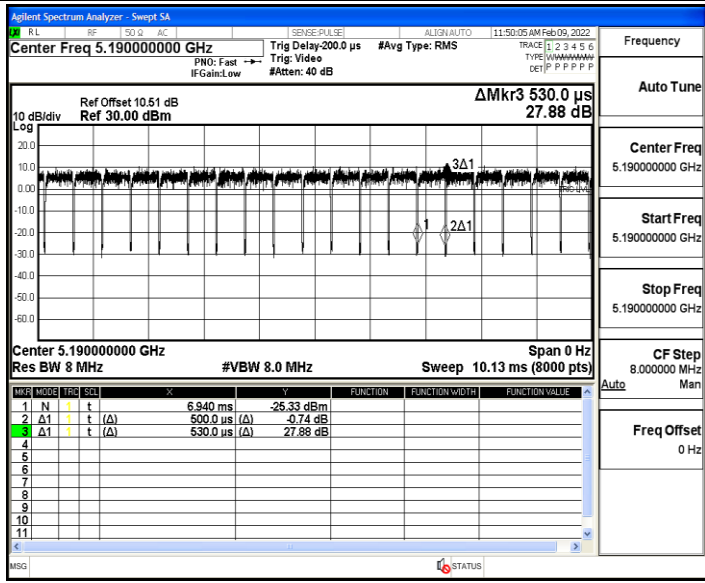 Agilent Spectrum Analyzer - Swept SA
RL RF 50 Ω AC SENSE:PULSE ALIGN AUTO 11:50:05 AM Feb 09, 2022
Center Freq 5.190000000 GHz
PNO: Fast
IFGain:Low
Trig Delay-200.0 µs
Trig: Video
#Atten: 40 dB
#Avg Type: RMS
TRACE 1 2 3 4 5 6
TYPE WWWWWW
DET P P P P P P
Frequency
Auto Tune
Center Freq
5.190000000 GHz
Start Freq
5.190000000 GHz
Stop Freq
5.190000000 GHz
CF Step
8.000000 MHz
Auto Man
Freq Offset
0 Hz
ΔMkr3 530.0 µs
27.88 dB
Ref Offset 10.51 dB
10 dB/div Ref 30.00 dBm
Log
20.0
10.0
0.00
-10.0
-20.0
-30.0
-40.0
-50.0
-60.0
3Δ1
TRIG LVL
1
2Δ1
Center 5.190000000 GHz Span 0 Hz
Res BW 8 MHz #VBW 8.0 MHz Sweep 10.13 ms (8000 pts)
MKR MODE TRC SCL X Y FUNCTION FUNCTION WIDTH FUNCTION VALUE
1 N 1 t 6.940 ms -25.33 dBm
2 Δ1 1 t (Δ) 500.0 µs (Δ) -0.74 dB
3 Δ1 1 t (Δ) 530.0 µs (Δ) 27.88 dB
4
5
6
7
8
9
10
11
MSG STATUS